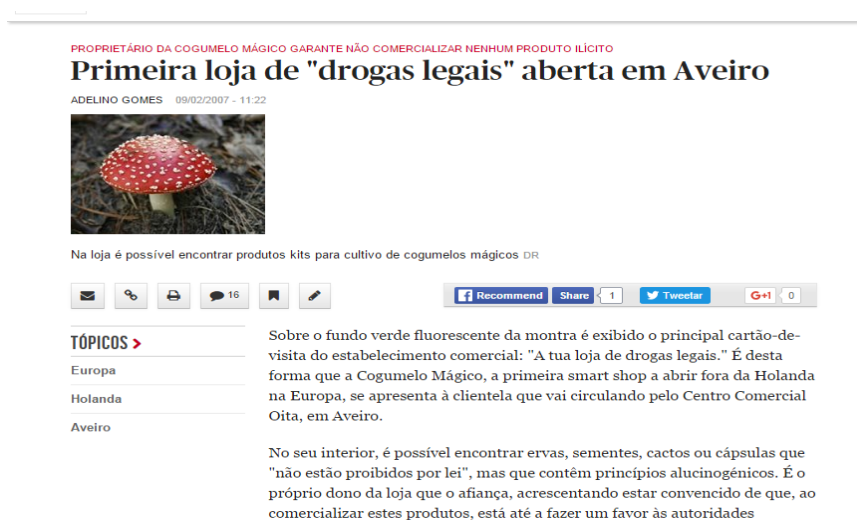 PROPRIETÁRIO DA COGUMELO MÁGICO GARANTE NÃO COMERCIALIZAR NENHUM PRODUTO ILÍCITO
Primeira loja de "drogas legais" aberta em Aveiro
ADELINO GOMES 09/02/2007 - 11:22
Na loja é possível encontrar produtos kits para cultivo de cogumelos mágicos DR
16
Recommend Share 1 Tweetar G+1 0
TÓPICOS >
Europa
Holanda
Aveiro
Sobre o fundo verde fluorescente da montra é exibido o principal cartão-de-
visita do estabelecimento comercial: "A tua loja de drogas legais." É desta
forma que a Cogumelo Mágico, a primeira smart shop a abrir fora da Holanda
na Europa, se apresenta à clientela que vai circulando pelo Centro Comercial
Oita, em Aveiro.
No seu interior, é possível encontrar ervas, sementes, cactos ou cápsulas que
"não estão proibidos por lei", mas que contêm princípios alucinogénicos. É o
próprio dono da loja que o afiança, acrescentando estar convencido de que, ao
comercializar estes produtos, está até a fazer um favor às autoridades